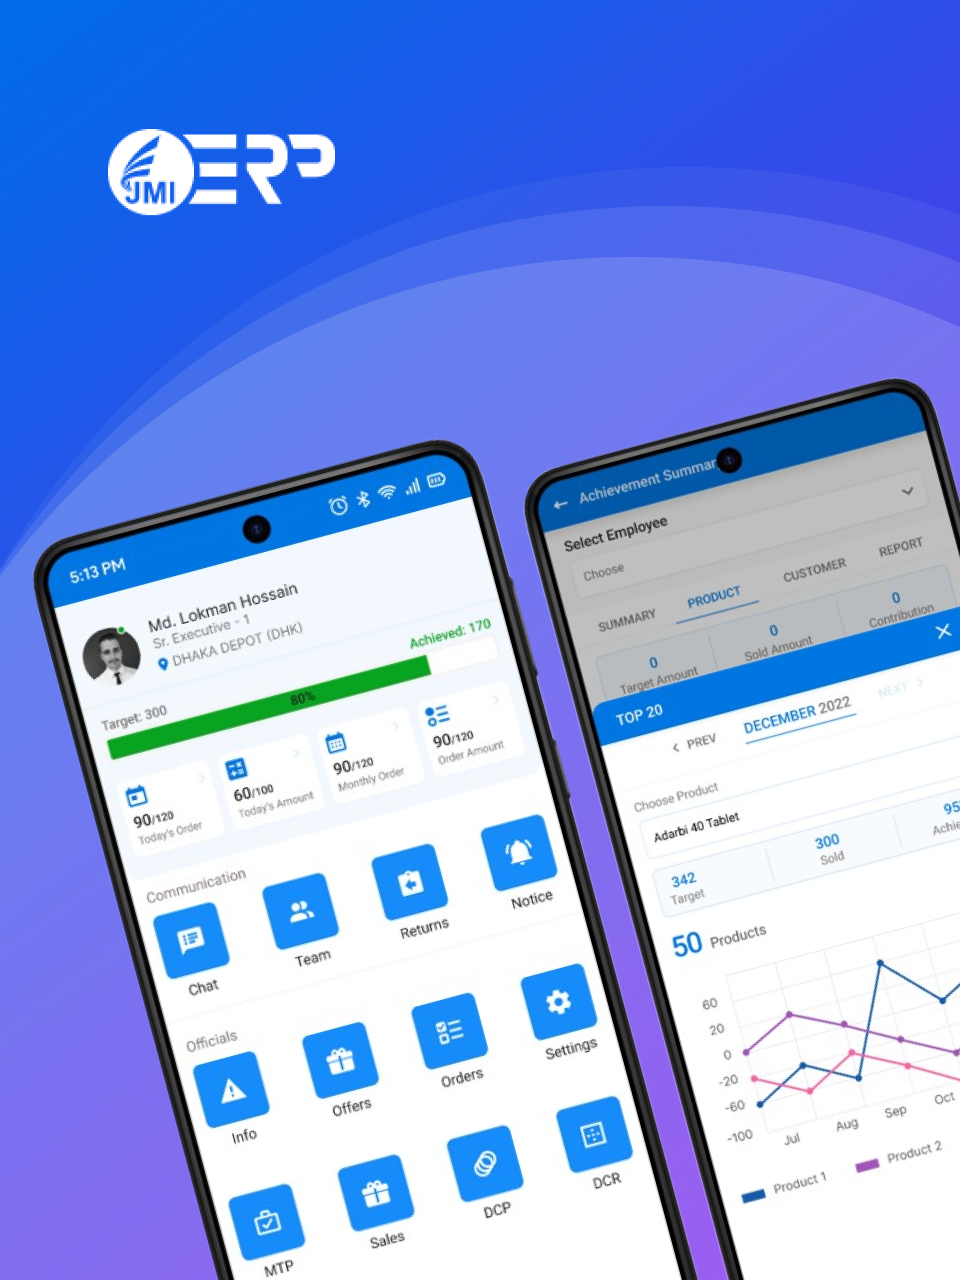 JMI ERP
5:13 PM
Md. Lokman Hossain
Sr. Executive - 1
DHAKA DEPOT (DHK)
Target: 300
Achieved: 170
80%
90/120
Today's Order
60/100
Today's Amount
90/120
Monthly Order
90/120
Order Amount
Communication
Chat
Team
Returns
Notice
Officials
Info
Offers
Orders
Settings
MTP
Sales
DCP
DCR
Achievement Summar
Select Employee
Choose
SUMMARY
PRODUCT
CUSTOMER
REPORT
0
Target Amount
0
Sold Amount
0
Contribution
TOP 20
PREV
DECEMBER 2022
NEXT
Choose Product
Adarbi 40 Tablet
342
Target
300
Sold
95
Achie
50 Products
60
20
0
-20
-60
-100
Jul
Aug
Sep
Oct
Product 1
Product 2